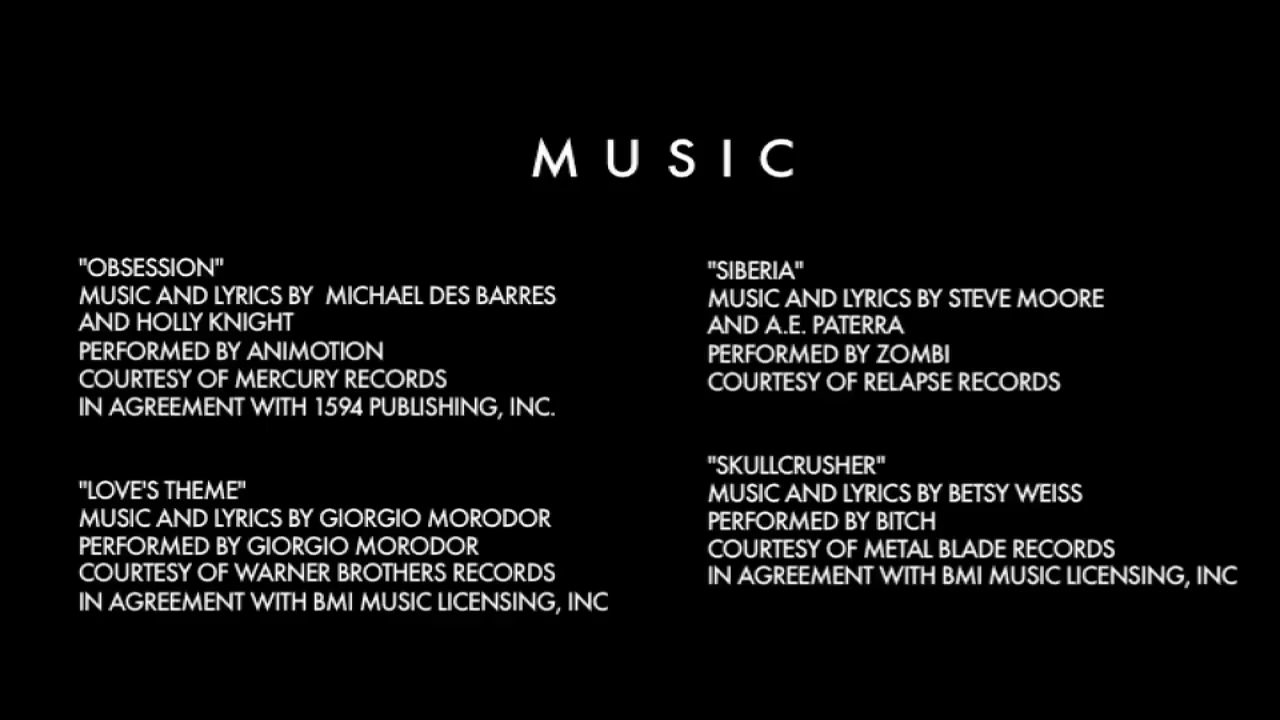 MUSIC
"OBSESSION"
MUSIC AND LYRICS BY  MICHAEL DES BARRES
AND HOLLY KNIGHT
PERFORMED BY ANIMOTION
COURTESY OF MERCURY RECORDS
IN AGREEMENT WITH 1594 PUBLISHING, INC.
"LOVE'S THEME"
MUSIC AND LYRICS BY GIORGIO MORODOR
PERFORMED BY GIORGIO MORODOR
COURTESY OF WARNER BROTHERS RECORDS
IN AGREEMENT WITH BMI MUSIC LICENSING, INC
"SIBERIA"
MUSIC AND LYRICS BY STEVE MOORE
AND A.E. PATERRA
PERFORMED BY ZOMBI
COURTESY OF RELAPSE RECORDS
"SKULLCRUSHER"
MUSIC AND LYRICS BY BETSY WEISS
PERFORMED BY BITCH
COURTESY OF METAL BLADE RECORDS
IN AGREEMENT WITH BMI MUSIC LICENSING, INC